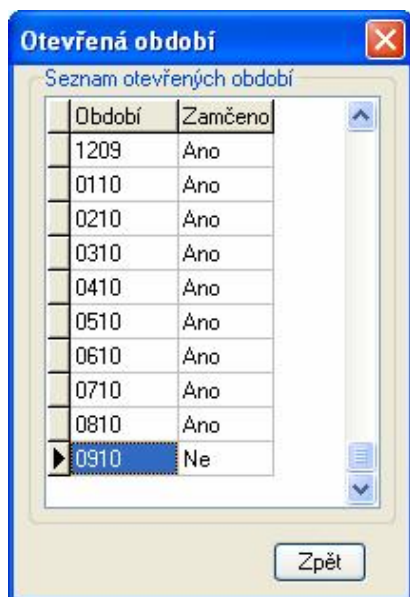 Otevřená období
Seznam otevřených období
Období Zamčeno
1209 Ano
0110 Ano
0210 Ano
0310 Ano
0410 Ano
0510 Ano
0610 Ano
0710 Ano
0810 Ano
0910 Ne
Zpět